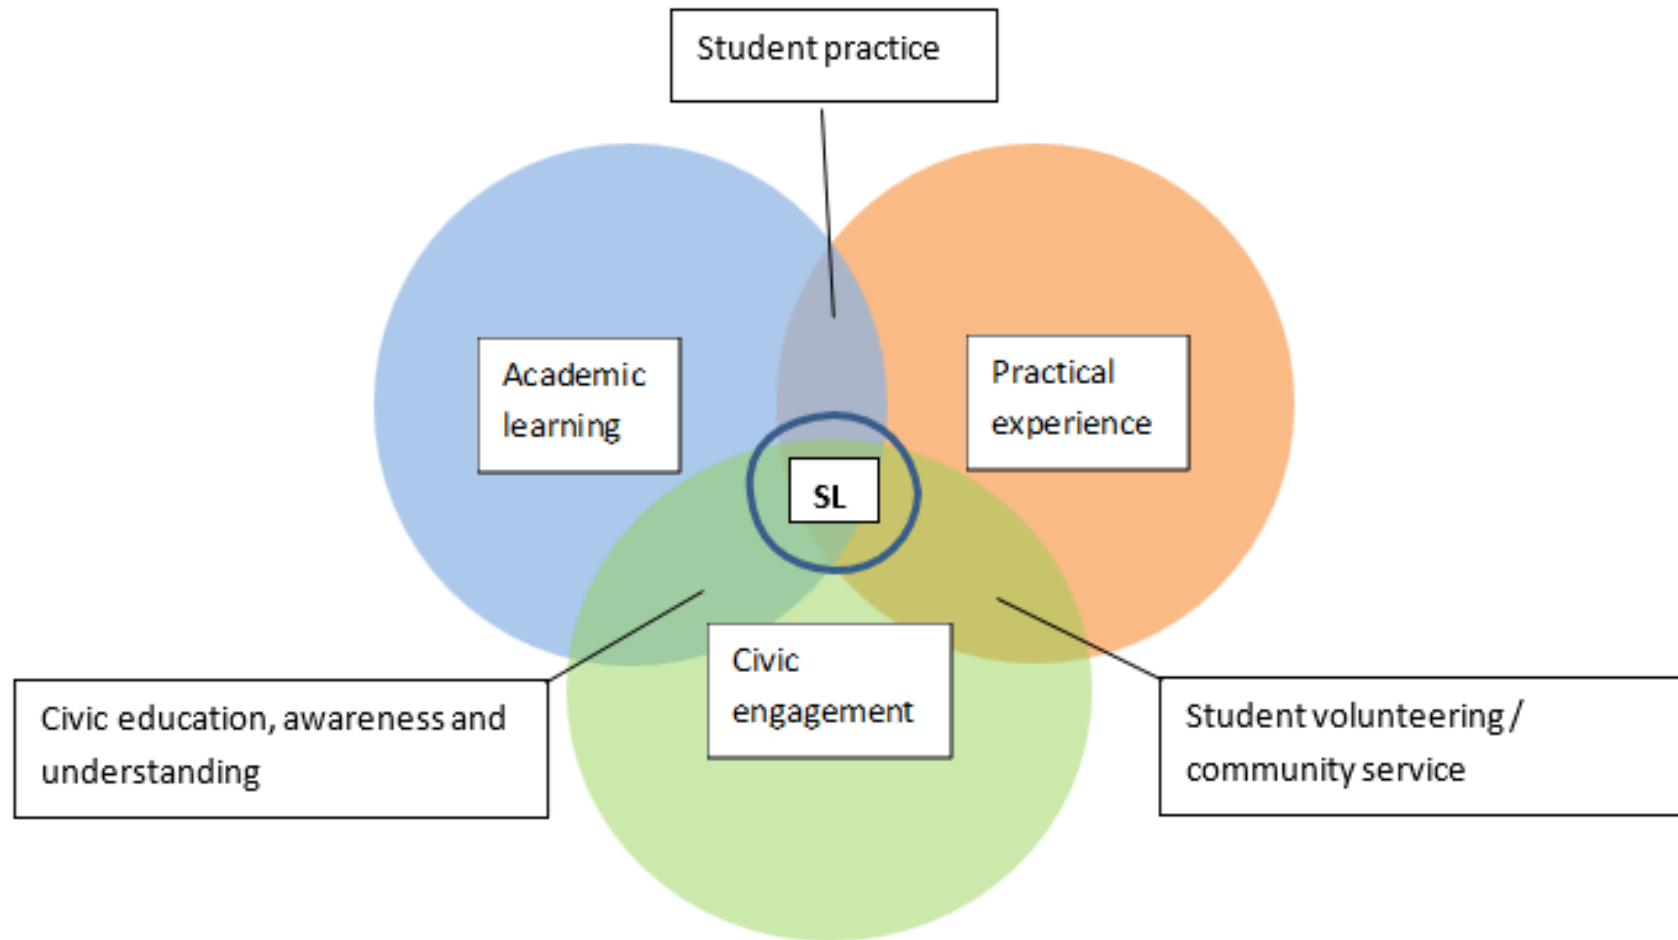 Student practice
Academic
learning
Practical
experience
SL
Civic
engagement
Civic education, awareness and
understanding
Student volunteering /
community service